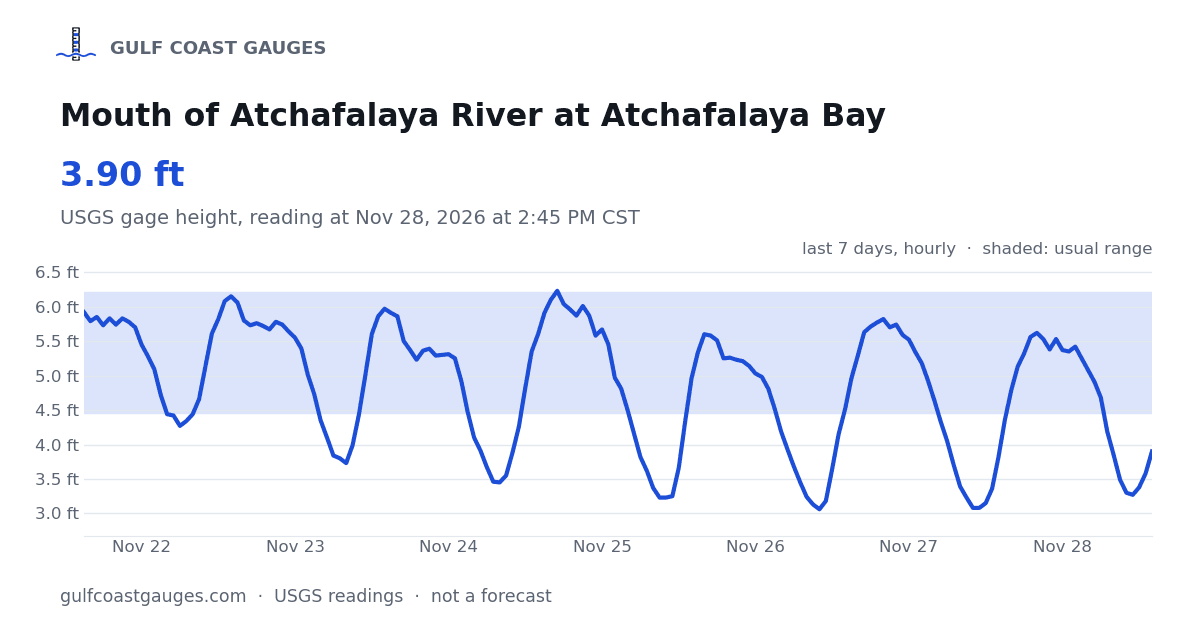 GULF COAST GAUGES
Mouth of Atchafalaya River at Atchafalaya Bay
3.90 ft
USGS gage height, reading at Nov 28, 2026 at 2:45 PM CST
last 7 days, hourly · shaded: usual range
6.5 ft
6.0 ft
5.5 ft
5.0 ft
4.5 ft
4.0 ft
3.5 ft
3.0 ft
Nov 22 Nov 23 Nov 24 Nov 25 Nov 26 Nov 27 Nov 28
gulfcoastgauges.com · USGS readings · not a forecast